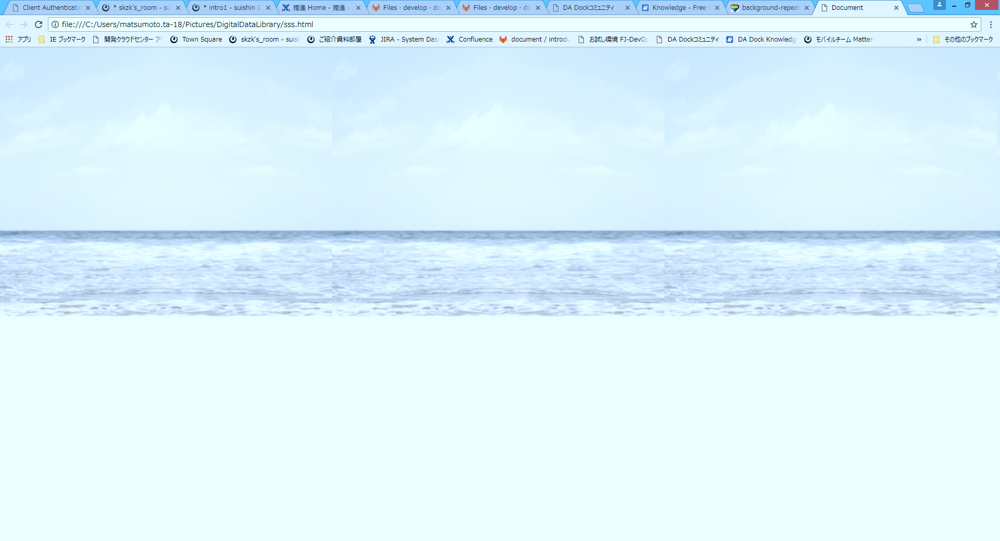 Client Authenticatio
* skzk's_room - su
* intro1 - suishin G
推進 Home - 推進 -
Files · develop · do
Files · develop · do
DA Dockコミュニティ
Knowledge - Free
background-repeat
Document
file:///C:/Users/matsumoto.ta-18/Pictures/DigitalDataLibrary/sss.html
アプリ
IE ブックマーク
開発クラウドセンター ア
Town Square
skzk's_room - suish
ご紹介資料部屋
JIRA - System Dash
Confluence
document / introdu
お試し環境 FJ-DevOp
DA Dockコミュニティ
DA Dock Knowledg
モバイルチーム Matterm
»
その他のブックマーク